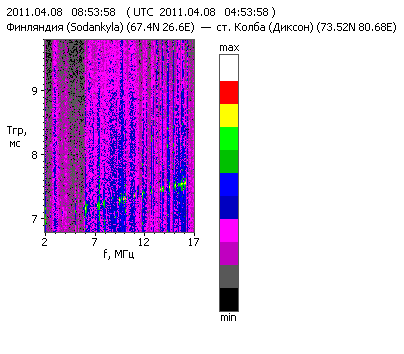 2011.04.08 08:53:58 ( UTC 2011.04.08 04:53:58 )
Финляндия (Sodankyla) (67.4N 26.6E) — ст. Колба (Диксон) (73.52N 80.68E)
max
9
Tгр,
мс
8
7
2 7 12 17
f, МГц
min